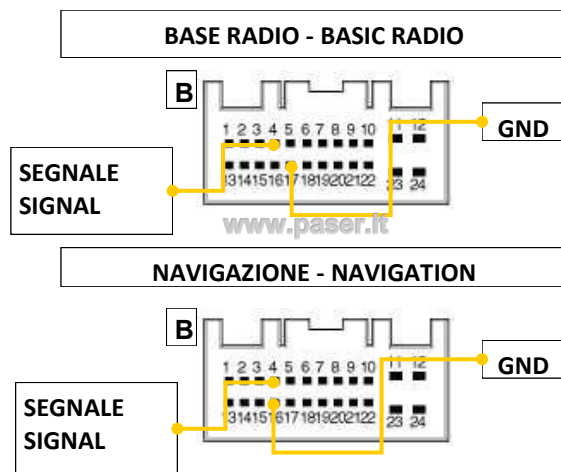 BASE RADIO - BASIC RADIO
B
1 2 3 4 5 6 7 8 9 10 11 12
GND
SEGNALE
SIGNAL
13 14 15 16 17 18 19 20 21 22 23 24
www.paser.it
NAVIGAZIONE - NAVIGATION
B
1 2 3 4 5 6 7 8 9 10 11 12
GND
SEGNALE
SIGNAL
13 14 15 16 17 18 19 20 21 22 23 24